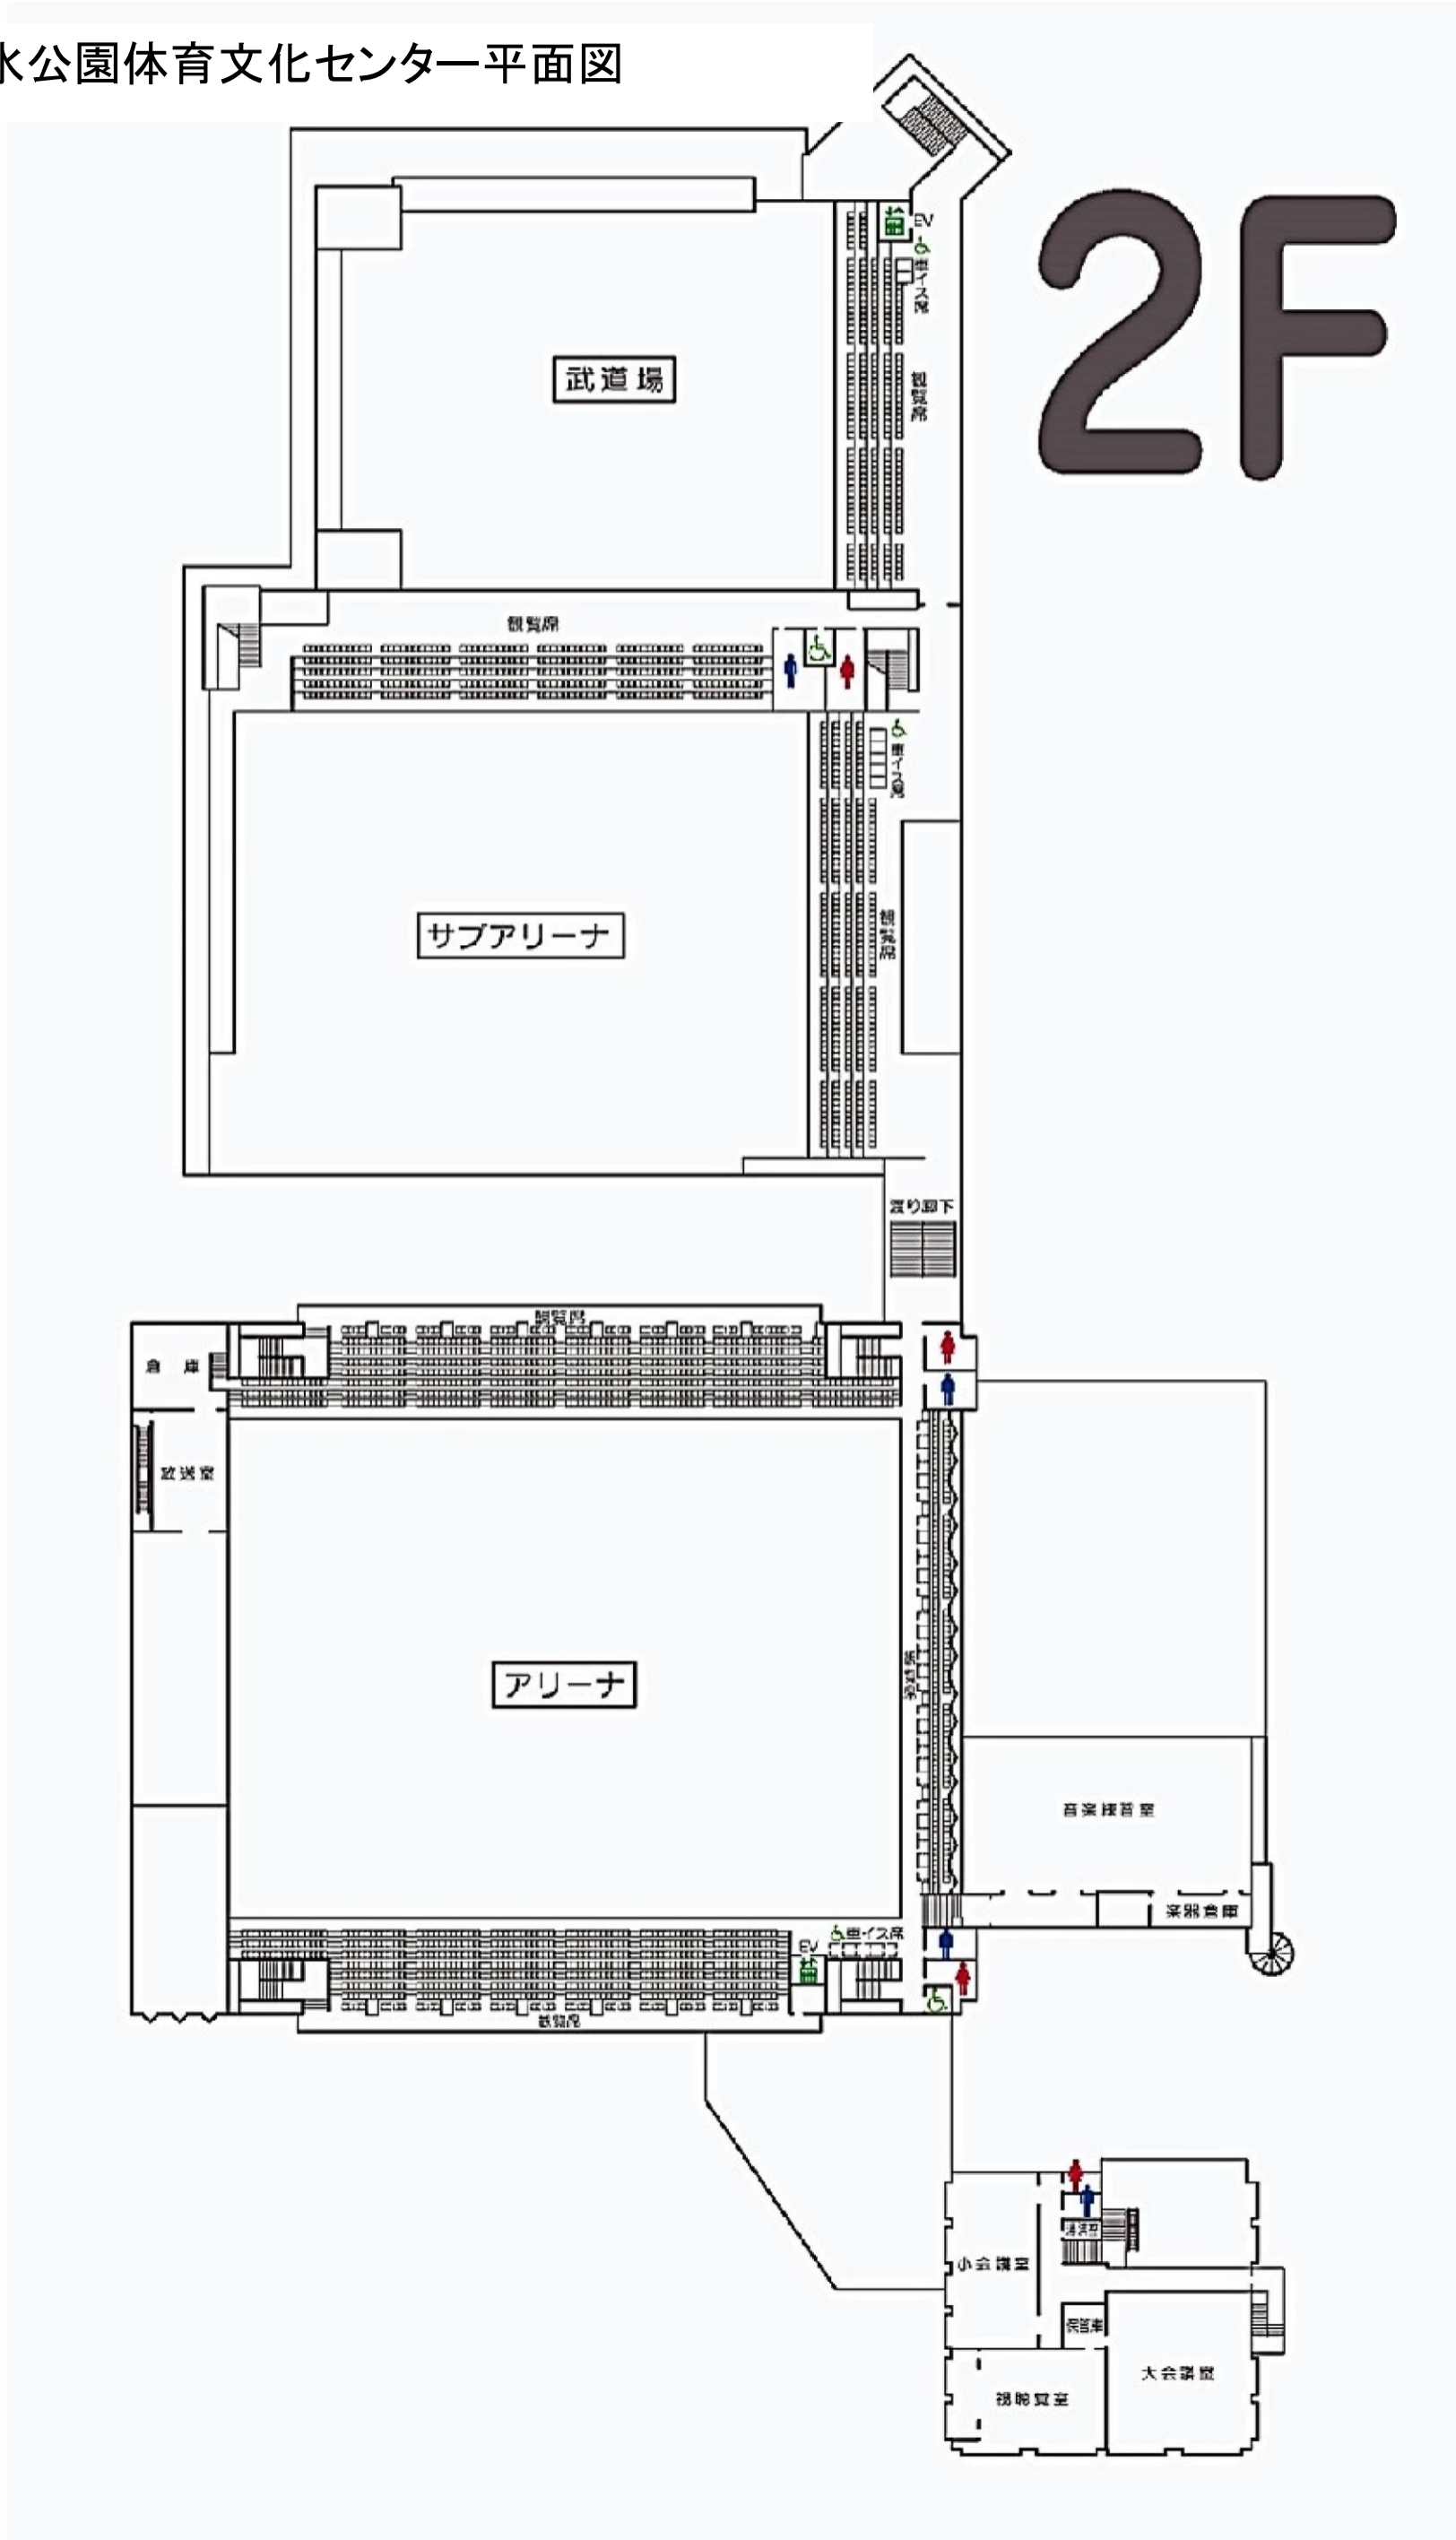 水公園体育文化センター平面図
2F
EV
車イス席
武道場
観覧席
観覧席
車イス席
サブアリーナ
観覧席
渡り廊下
観覧席
倉庫
放送室
アリーナ
観覧席
音楽練習室
楽器倉庫
車イス席
EV
観覧席
湯沸室
小会議室
保管庫
大会議室
視聴覚室